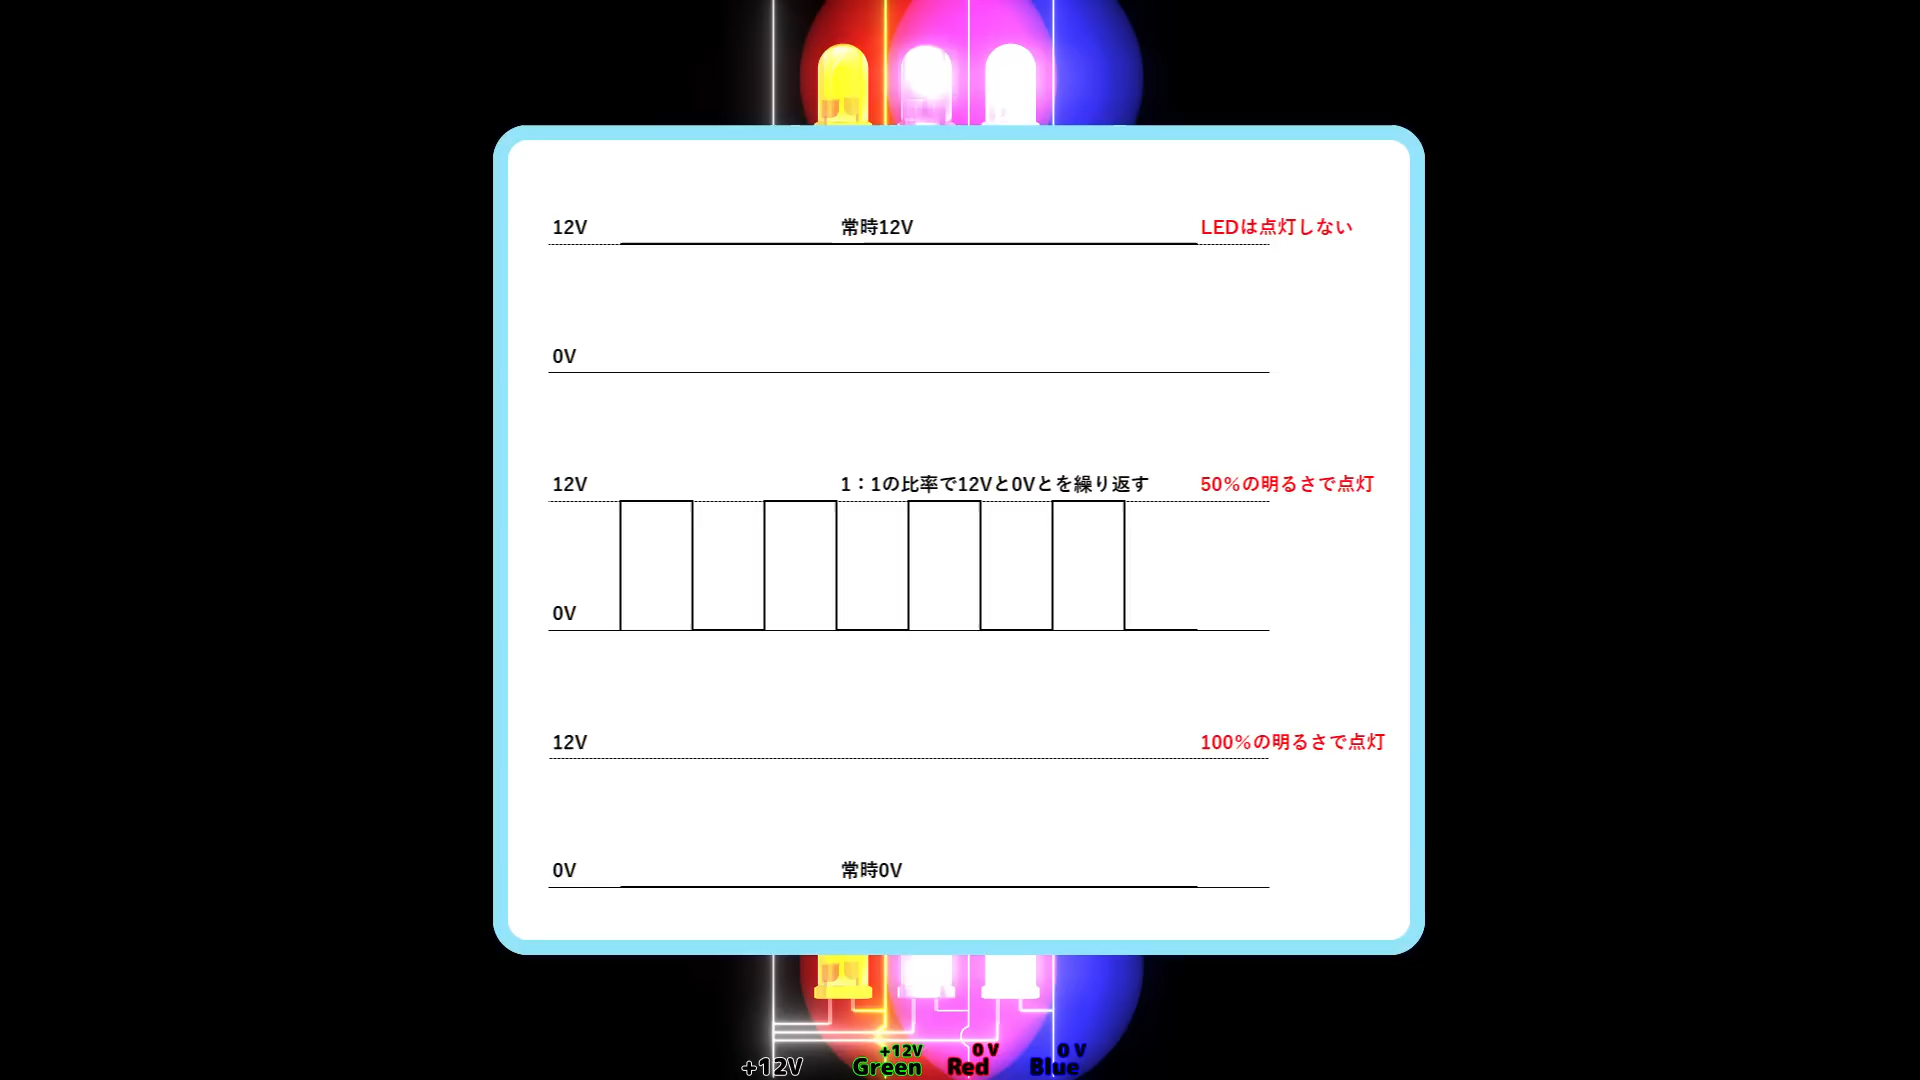 12V 常時12V LEDは点灯しない
0V
12V 1：1の比率で12Vと0Vとを繰り返す 50%の明るさで点灯
0V
12V 100%の明るさで点灯
0V 常時0V
+12V 0 V 0 V
+12V Green Red Blue